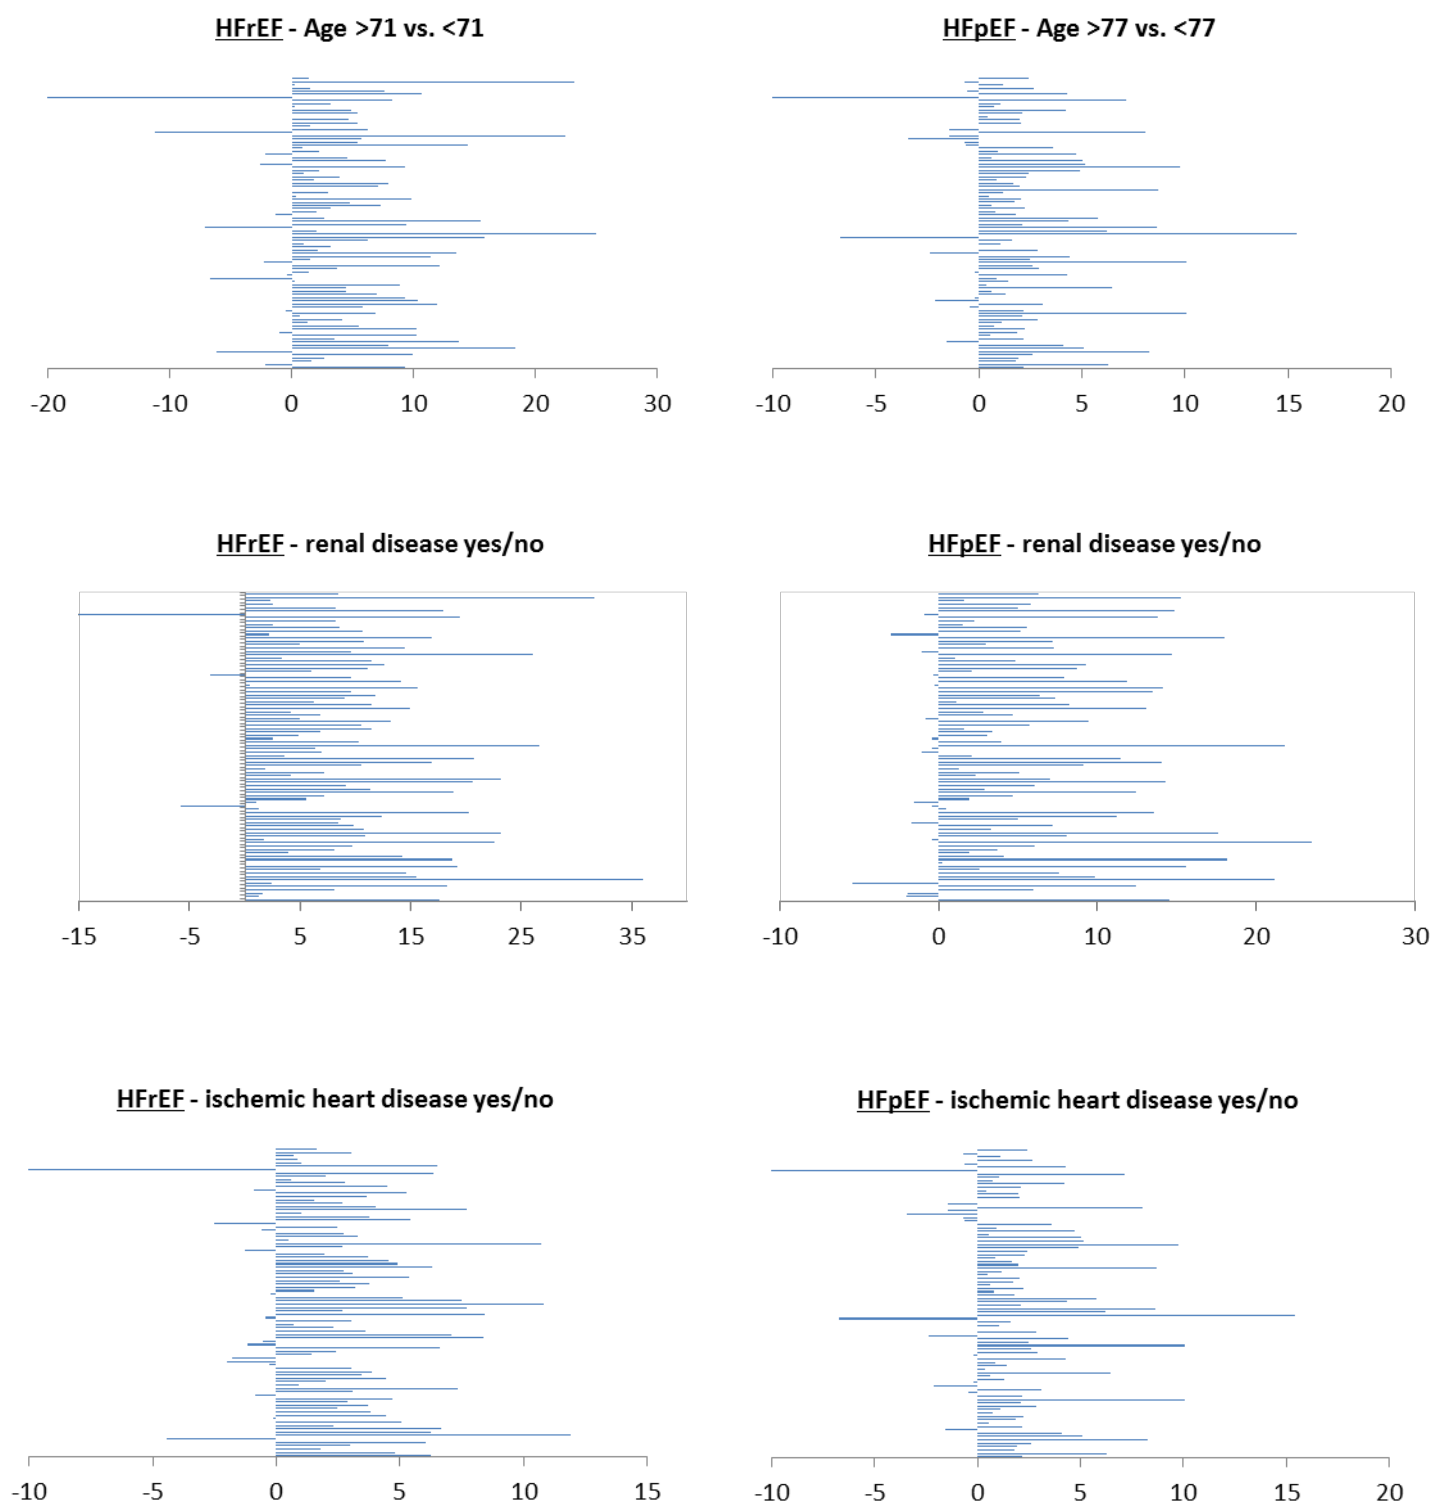 HFrEF - Age >71 vs. <71
HFpEF - Age >77 vs. <77
-20 -10 0 10 20 30
-10 -5 0 5 10 15 20
HFrEF - renal disease yes/no
HFpEF - renal disease yes/no
-15 -5 5 15 25 35
-10 0 10 20 30
HFrEF - ischemic heart disease yes/no
HFpEF - ischemic heart disease yes/no
-10 -5 0 5 10 15
-10 -5 0 5 10 15 20